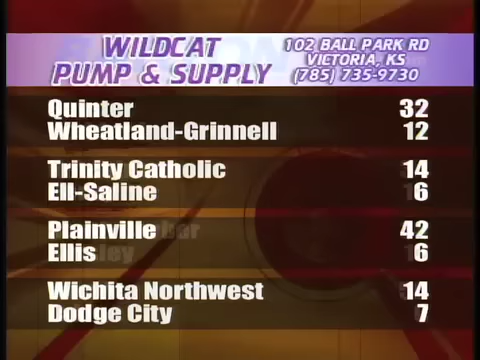 WILDCAT
PUMP & SUPPLY
102 BALL PARK RD
VICTORIA, KS
(785) 735-9730
Quinter 32
Wheatland-Grinnell 12
Trinity Catholic 14
Ell-Saline 6
Plainville 42
Ellis 6
Wichita Northwest 14
Dodge City 7